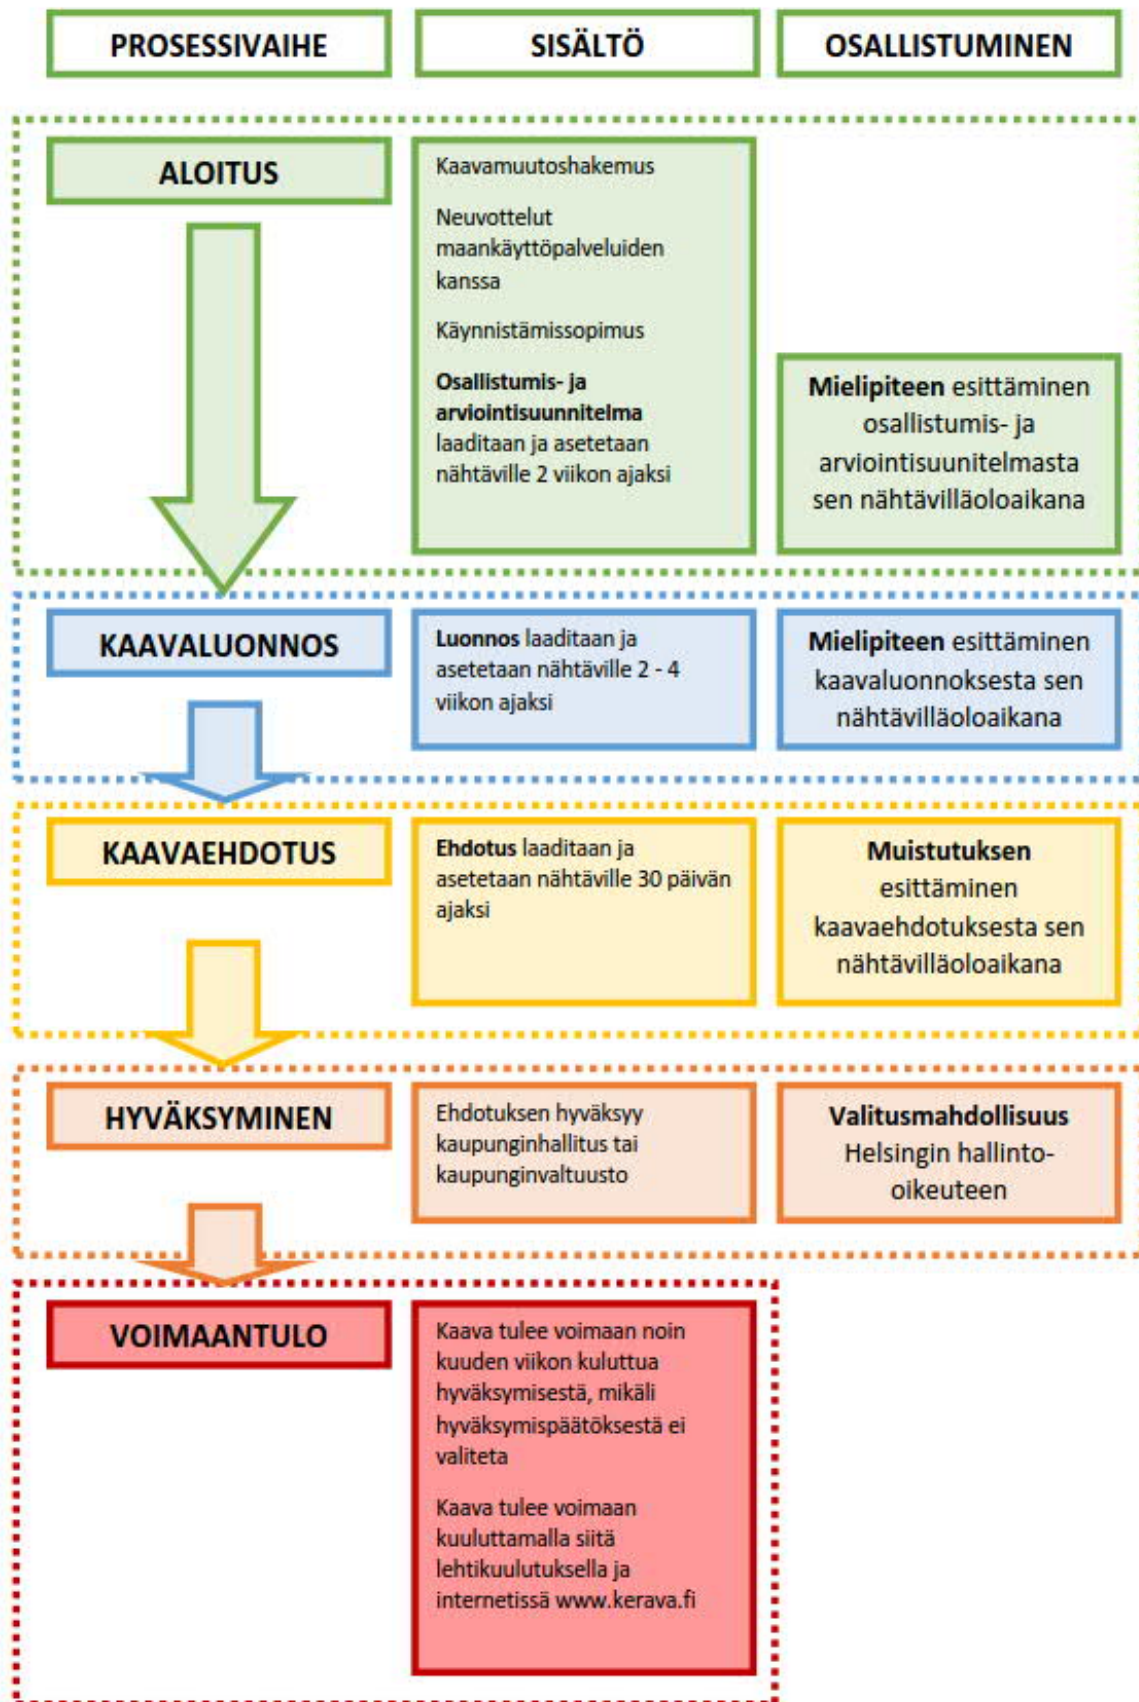 PROSESSIVAIHE
SISÄLTÖ
OSALLISTUMINEN
ALOITUS
Kaavamuutoshakemus
Neuvottelut
maankäyttöpalveluiden
kanssa
Käynnistämissopimus
Osallistumis- ja
arviointisuunnitelma
laaditaan ja asetetaan
nähtäville 2 viikon ajaksi
Mielipiteen esittäminen
osallistumis- ja
arviointisuunitelmasta
sen nähtävilläoloaikana
KAAVALUONNOS
Luonnos laaditaan ja
asetetaan nähtäville 2 - 4
viikon ajaksi
Mielipiteen esittäminen
kaavaluonnoksesta sen
nähtävilläoloaikana
KAAVAEHDOTUS
Ehdotus laaditaan ja
asetetaan nähtäville 30 päivän
ajaksi
Muistutuksen
esittäminen
kaavaehdotuksesta sen
nähtävilläoloaikana
HYVÄKSYMINEN
Ehdotuksen hyväksyy
kaupunginhallitus tai
kaupunginvaltuusto
Valitusmahdollisuus
Helsingin hallinto-
oikeuteen
VOIMAANTULO
Kaava tulee voimaan noin
kuuden viikon kuluttua
hyväksymisestä, mikäli
hyväksymispäätöksestä ei
valiteta
Kaava tulee voimaan
kuuluttamalla siitä
lehtikuulutuksella ja
internetissä www.kerava.fi